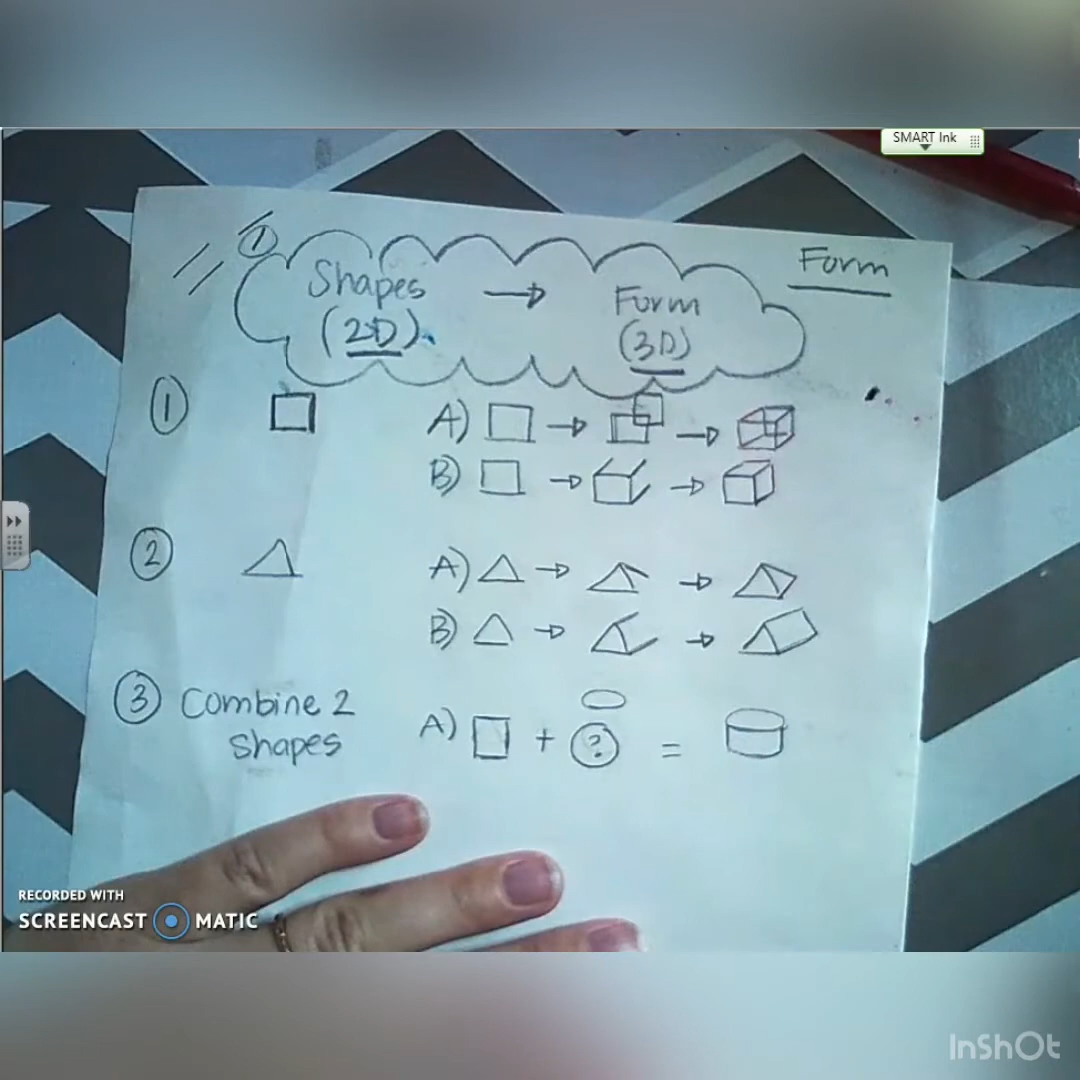 SMART Ink
Form
1
Shapes → Form
(2D). (3D)
1 A) → →
B) → →
2 A) → →
B) → →
3 Combine 2
Shapes
A) + ? =
RECORDED WITH
SCREENCAST MATIC
InShOt